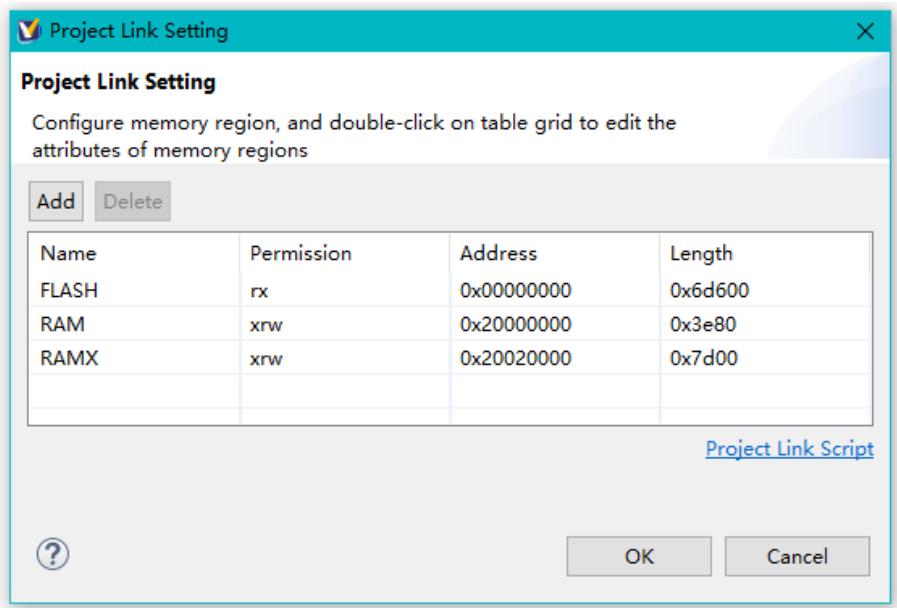 Project Link Setting
Project Link Setting
Configure memory region, and double-click on table grid to edit the
attributes of memory regions
Add Delete
Name Permission Address Length
FLASH rx 0x00000000 0x6d600
RAM xrw 0x20000000 0x3e80
RAMX xrw 0x20020000 0x7d00
Project Link Script
? OK Cancel